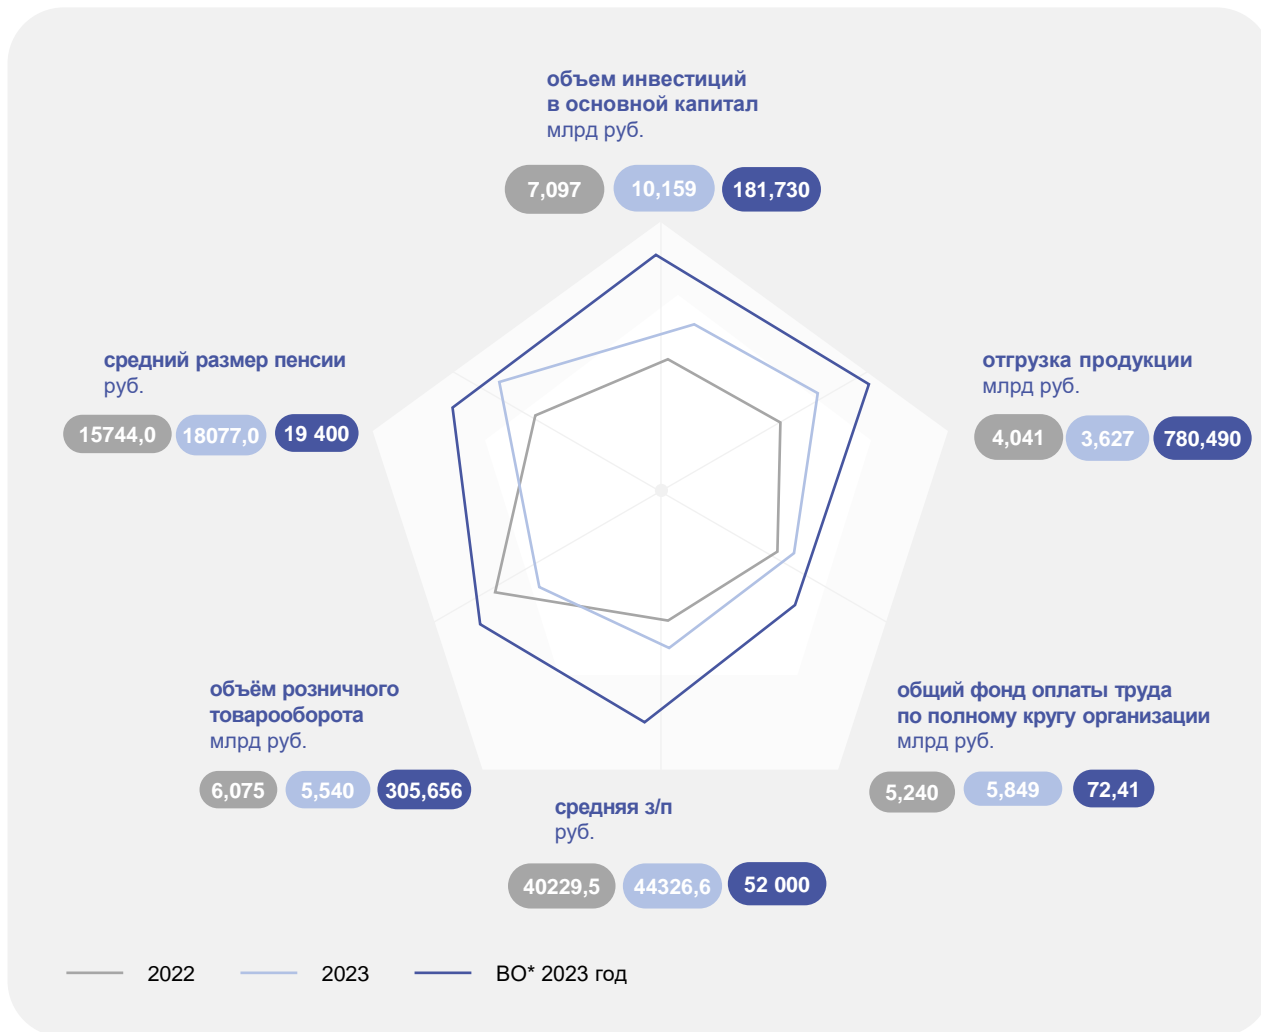 объем инвестиций
в основной капитал
млрд руб.
7,097 10,159 181,730
средний размер пенсии
руб.
15744,0 18077,0 19 400
отгрузка продукции
млрд руб.
4,041 3,627 780,490
объём розничного
товарооборота
млрд руб.
6,075 5,540 305,656
общий фонд оплаты труда
по полному кругу организации
млрд руб.
5,240 5,849 72,41
средняя з/п
руб.
40229,5 44326,6 52 000
2022 2023 ВО* 2023 год